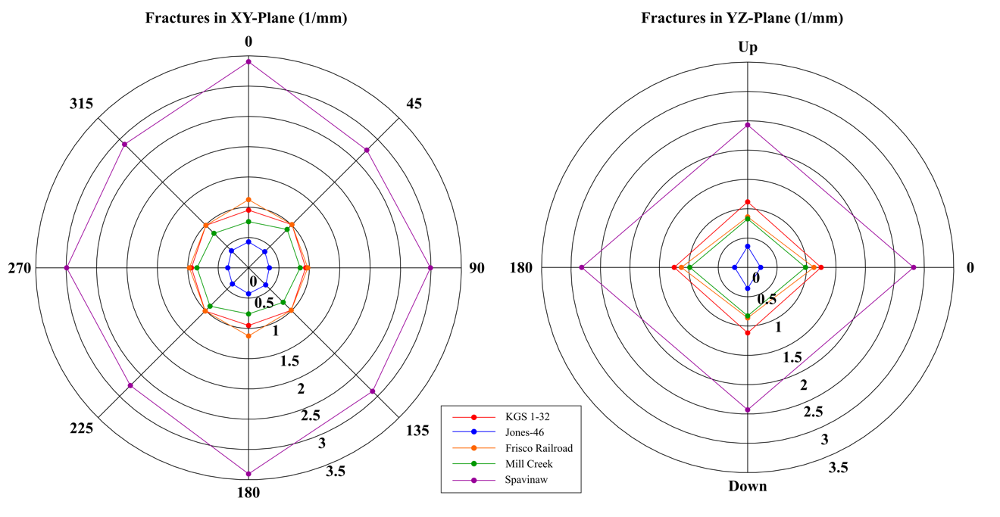 Fractures in XY-Plane (1/mm)
Fractures in YZ-Plane (1/mm)
0
315
45
270
90
0
0.5
1
1.5
2
2.5
3
3.5
225
135
180
Up
180
0
0
0.5
1
1.5
2
2.5
3
3.5
Down
KGS 1-32
Jones-46
Frisco Railroad
Mill Creek
Spavinaw